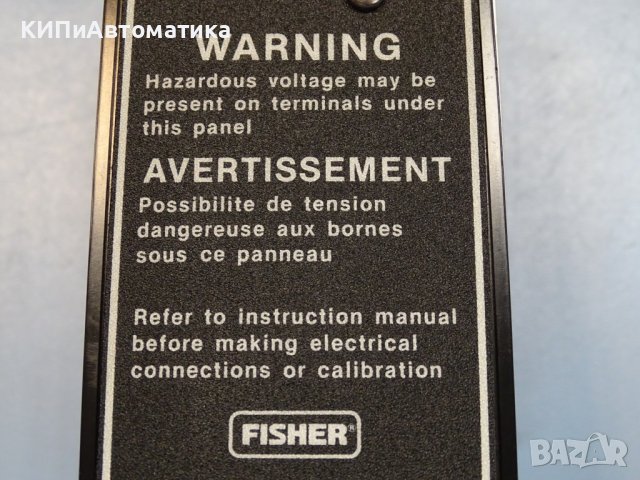 КИПиАвтоматика
WARNING
Hazardous voltage may be
present on terminals under
this panel
AVERTISSEMENT
Possibilite de tension
dangereuse aux bornes
sous ce panneau
Refer to instruction manual
before making electrical
connections or calibration
FISHER®
BAZAR